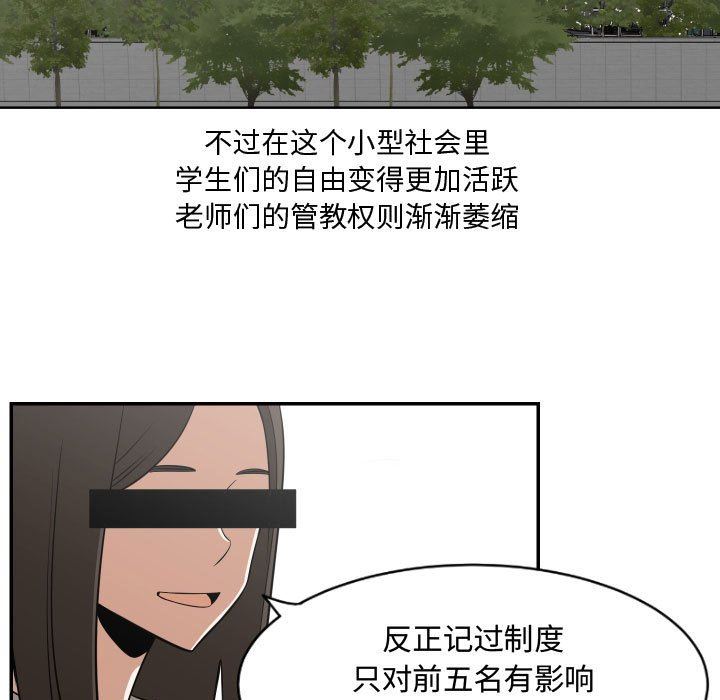 不过在这个小型社会里
学生们的自由变得更加活跃
老师们的管教权则渐渐萎缩
反正记过制度
只对前五名有影响